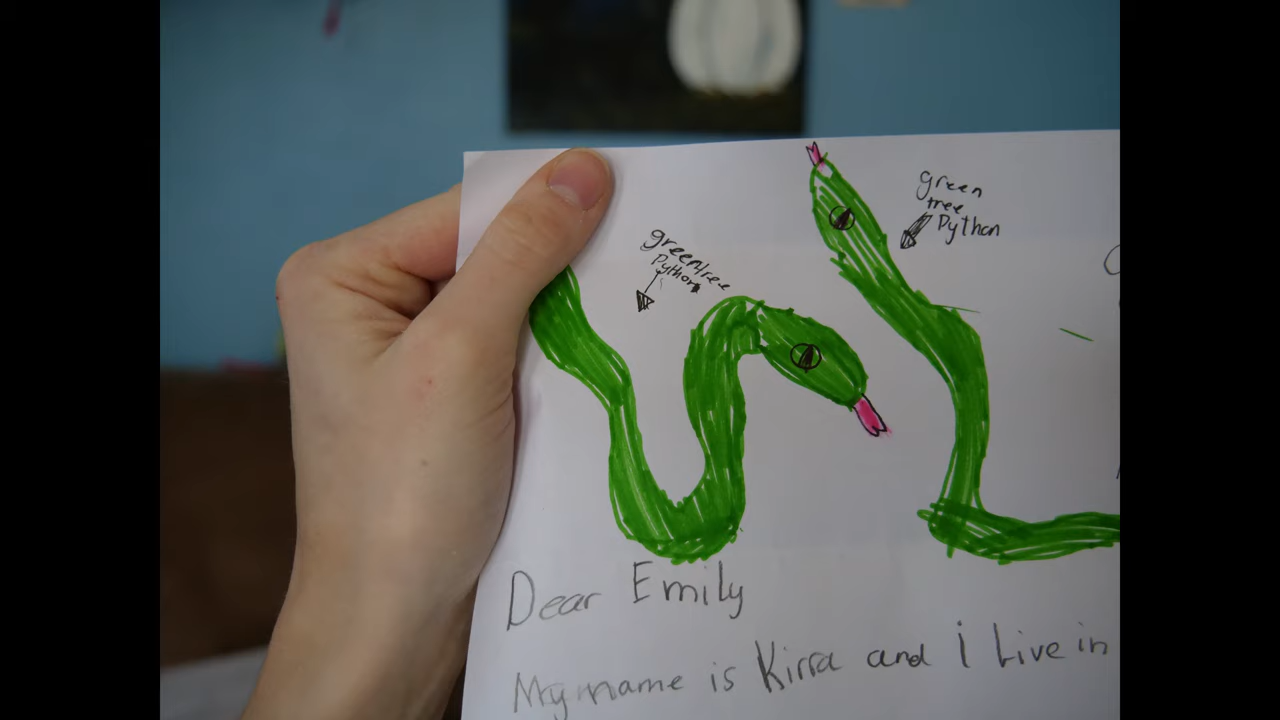 green
tree
Python
greentree
Python
Dear Emily
My name is Kirra and i Live in